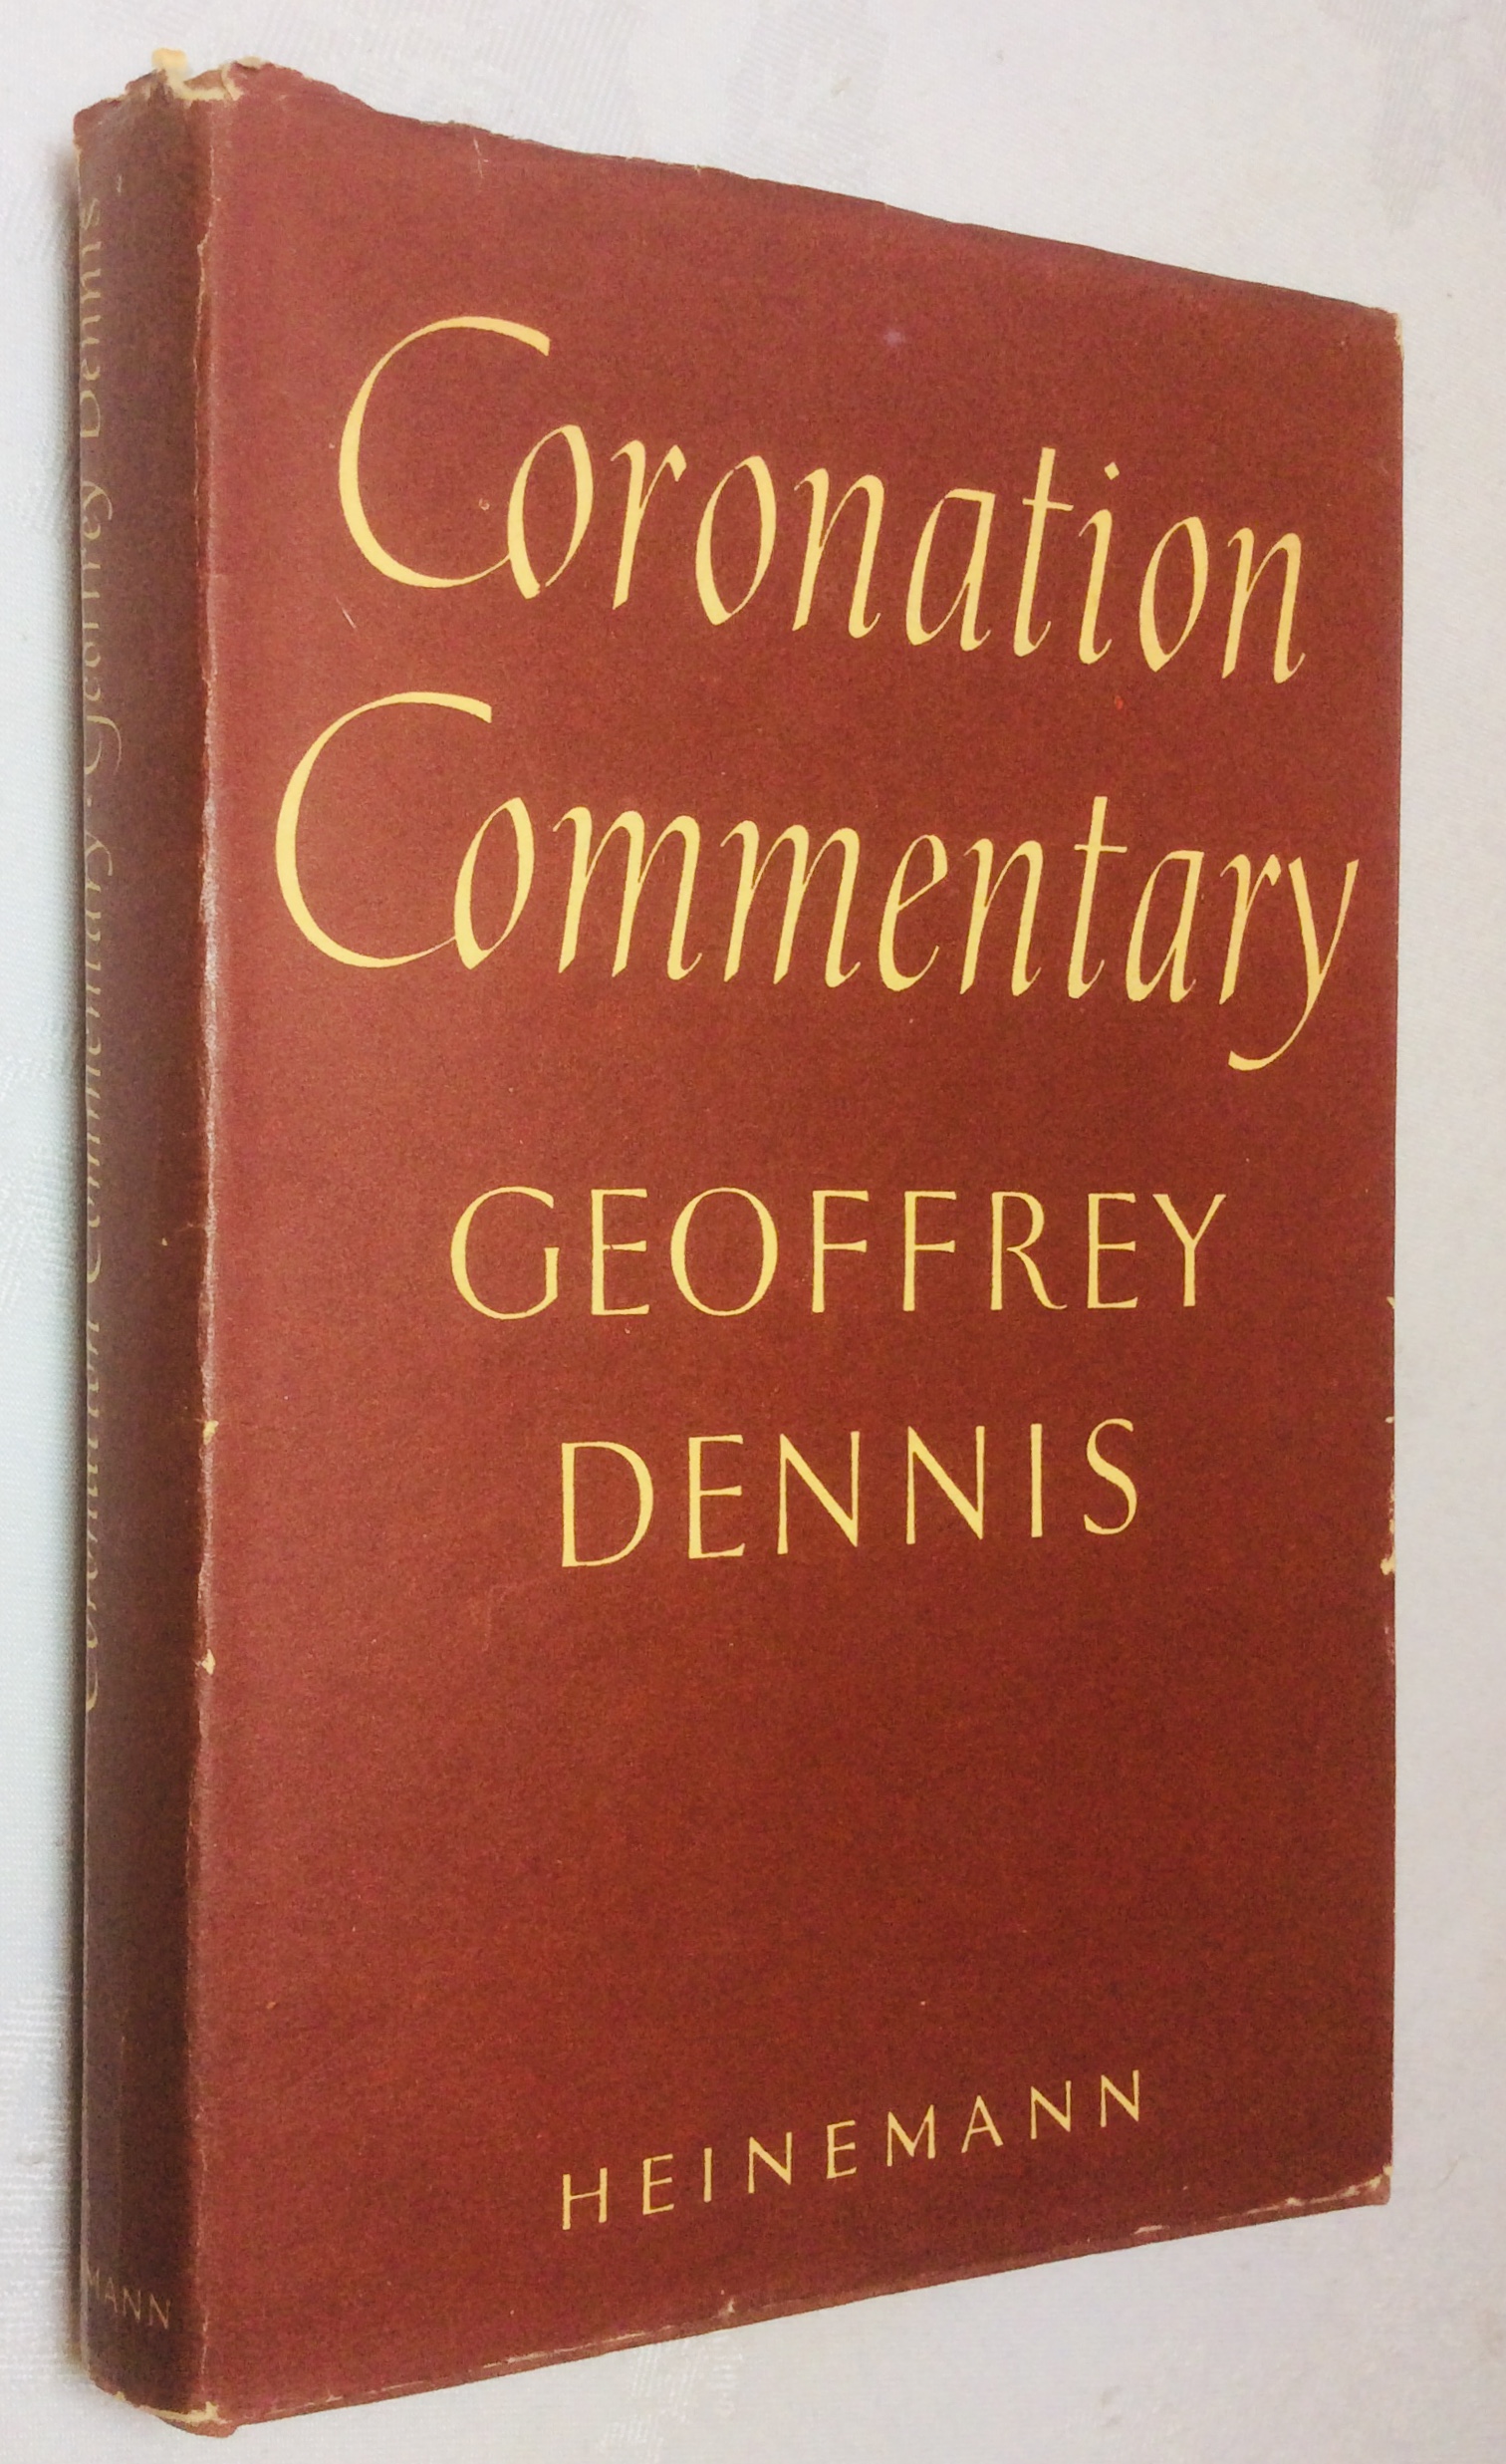 Coronation
Commentary
GEOFFREY
DENNIS
HEINEMANN
Coronation Commentary - Geoffrey Dennis
MANN